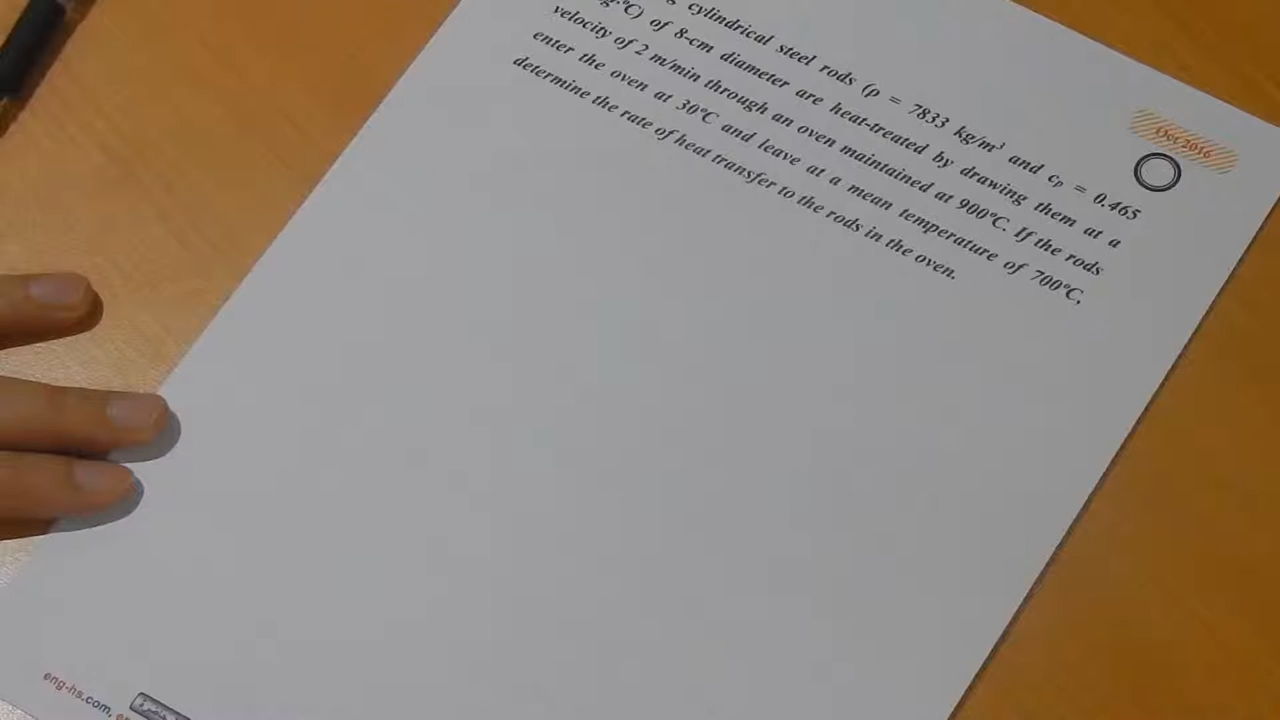 cylindrical steel rods (ρ = 7833 kg/m³ and cₚ = 0.465
of 8-cm diameter are heat-treated by drawing them at a
velocity of 2 m/min through an oven maintained at 900°C. If the rods
enter the oven at 30°C and leave at a mean temperature of 700°C,
determine the rate of heat transfer to the rods in the oven.
Oct 2016
eng-hs.com,